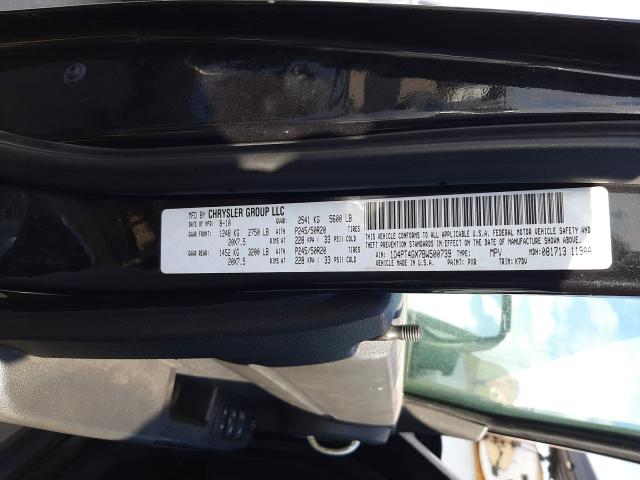 MFD BY CHRYSLER GROUP LLC
DATE OF MFR: 8-10 GVWR: 2541 KG 5600 LB
GAWR FRONT: 1248 KG 2750 LB WITH P245/50R20 TIRES
20X7.5 RIMS AT 228 KPA ( 33 PSI) COLD
GAWR REAR: 1452 KG 3200 LB WITH P245/50R20 TIRES
20X7.5 RIMS AT 228 KPA ( 33 PSI) COLD
THIS VEHICLE CONFORMS TO ALL APPLICABLE U.S.A. FEDERAL MOTOR VEHICLE SAFETY AND
THEFT PREVENTION STANDARDS IN EFFECT ON THE DATE OF MANUFACTURE SHOWN ABOVE.
VIN: 1D4PT4GK7BW500739 MPV MDH: 081713 119AA
VEHICLE MADE IN U.S.A. PAINT: PXR TRIM: K7DV